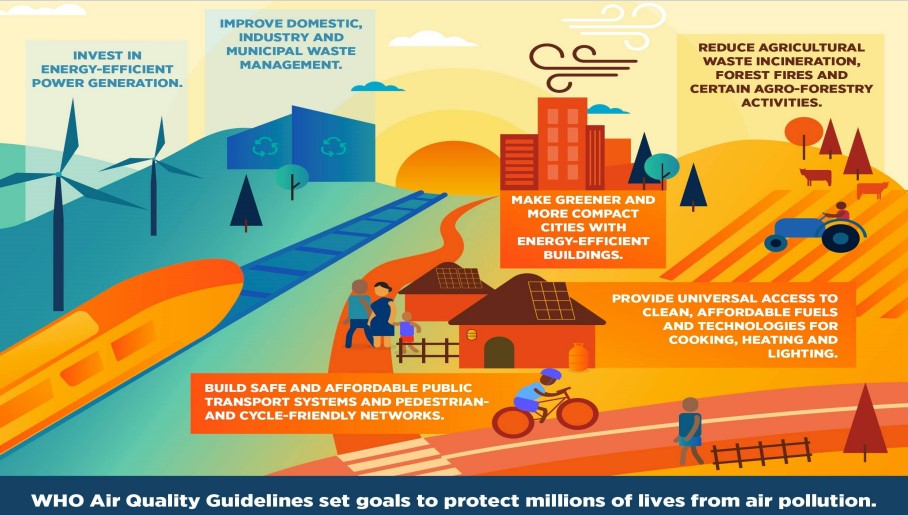 INVEST IN
ENERGY-EFFICIENT
POWER GENERATION.
IMPROVE DOMESTIC,
INDUSTRY AND
MUNICIPAL WASTE
MANAGEMENT.
REDUCE AGRICULTURAL
WASTE INCINERATION,
FOREST FIRES AND
CERTAIN AGRO-FORESTRY
ACTIVITIES.
MAKE GREENER AND
MORE COMPACT
CITIES WITH
ENERGY-EFFICIENT
BUILDINGS.
PROVIDE UNIVERSAL ACCESS TO
CLEAN, AFFORDABLE FUELS
AND TECHNOLOGIES FOR
COOKING, HEATING AND
LIGHTING.
BUILD SAFE AND AFFORDABLE PUBLIC
TRANSPORT SYSTEMS AND PEDESTRIAN-
AND CYCLE-FRIENDLY NETWORKS.
WHO Air Quality Guidelines set goals to protect millions of lives from air pollution.